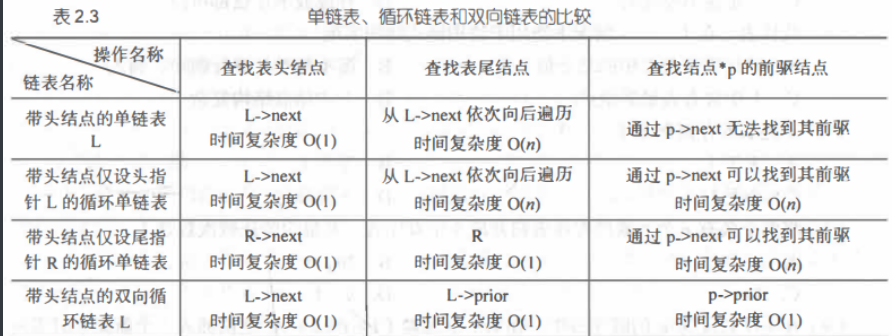 表 2.3 单链表、循环链表和双向链表的比较
操作名称
链表名称
查找表头结点
查找表尾结点
查找结点*p 的前驱结点
带头结点的单链表
L
L->next
时间复杂度 O(1)
从 L->next 依次向后遍历
时间复杂度 O(n)
通过 p->next 无法找到其前驱
带头结点仅设头指
针 L 的循环单链表
L->next
时间复杂度 O(1)
从 L->next 依次向后遍历
时间复杂度 O(n)
通过 p->next 可以找到其前驱
时间复杂度 O(n)
带头结点仅设尾指
针 R 的循环单链表
R->next
时间复杂度 O(1)
R
时间复杂度 O(1)
通过 p->next 可以找到其前驱
时间复杂度 O(n)
带头结点的双向循
环链表 L
L->next
时间复杂度 O(1)
L->prior
时间复杂度 O(1)
p->prior
时间复杂度 O(1)